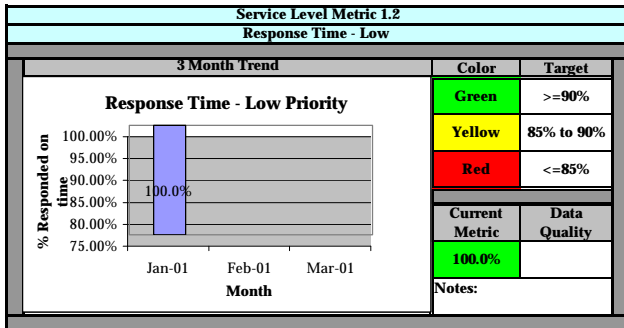 Service Level Metric 1.2
Response Time - Low
3 Month Trend
Color
Target
Response Time - Low Priority
Green
>=90%
Yellow
85% to 90%
Red
<=85%
% Responded on
time
100.00%
95.00%
90.00%
85.00%
80.00%
75.00%
100.0%
Jan-01
Feb-01
Mar-01
Month
Current
Metric
Data
Quality
100.0%
Notes: